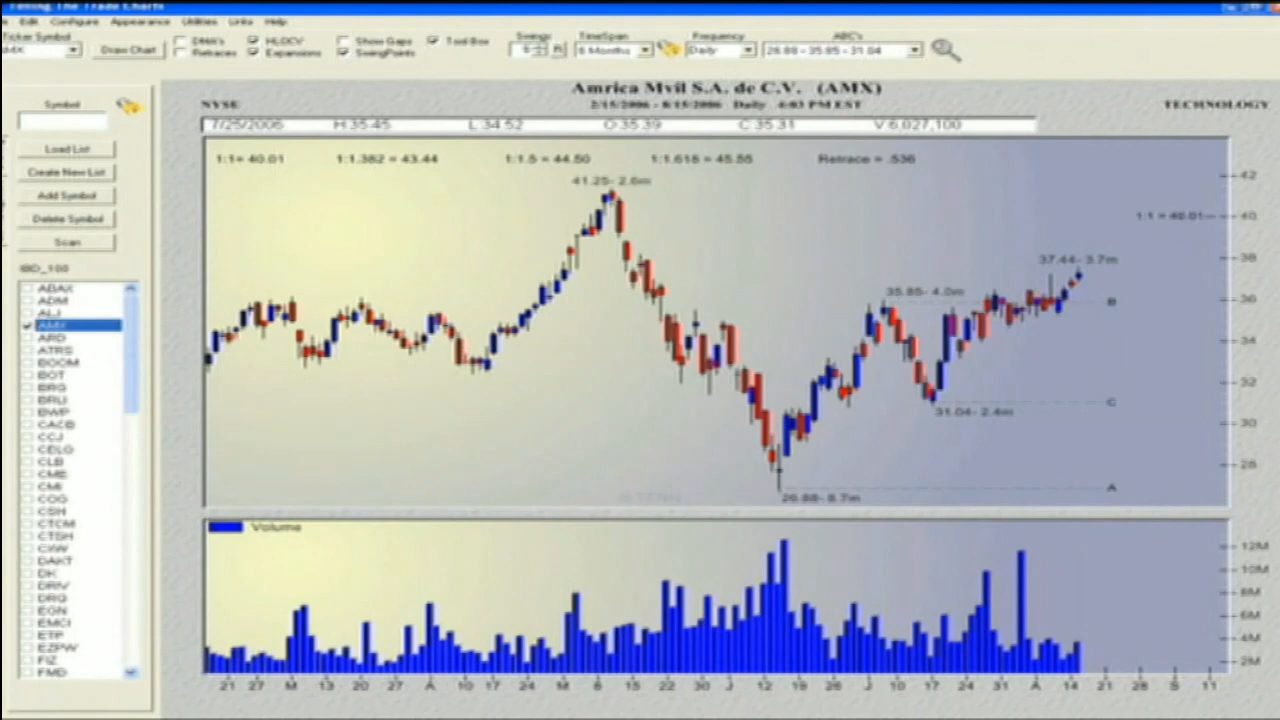 Timing The Trade Charts
Edit Configure Appearance Utilities Links Help
Ticker Symbol
AMX
Draw Chart
DMA's
Retraces
HLOCV
Expansions
Show Gaps
SwingPoints
Tool Box
Swings
TimeSpan
6 Months
Frequency
Daily
ABC's
26.88 - 35.85 - 31.04
Symbol
Load List
Create New List
Add Symbol
Delete Symbol
Scan
IBD_100
ABAX
ADM
ALJ
AMX
ARD
ATRS
BOOM
BOT
BRG
BRLI
BWP
CACB
CCJ
CELG
CLB
CME
CMI
COG
CSH
CTCM
CTSH
CXW
DAKT
DK
DRIV
DRQ
EGN
EMCI
ETP
EZPW
FIZ
FMD
Amrica Mvil S.A. de C.V. (AMX)
NYSE
2/15/2006 - 8/15/2006 Daily 4:03 PM EST
TECHNOLOGY
7/25/2006 H:35.45 L:34.52 O:35.39 C:35.31 V:6,027,100
1:1= 40.01 1:1.382 = 43.44 1:1.5 = 44.50 1:1.618 = 45.55 Retrace = .536
41.25- 2.6m
1:1 = 40.01
37.44- 3.7m
35.85- 4.0m
B
C
31.04- 2.4m
A
26.88- 8.7m
42
40
38
36
34
32
30
28
Volume
12M
10M
8M
6M
4M
2M
21 27 M 13 20 27 A 10 17 24 M 8 15 22 30 J 12 19 26 J 10 17 24 31 A 14 21 28 S 11